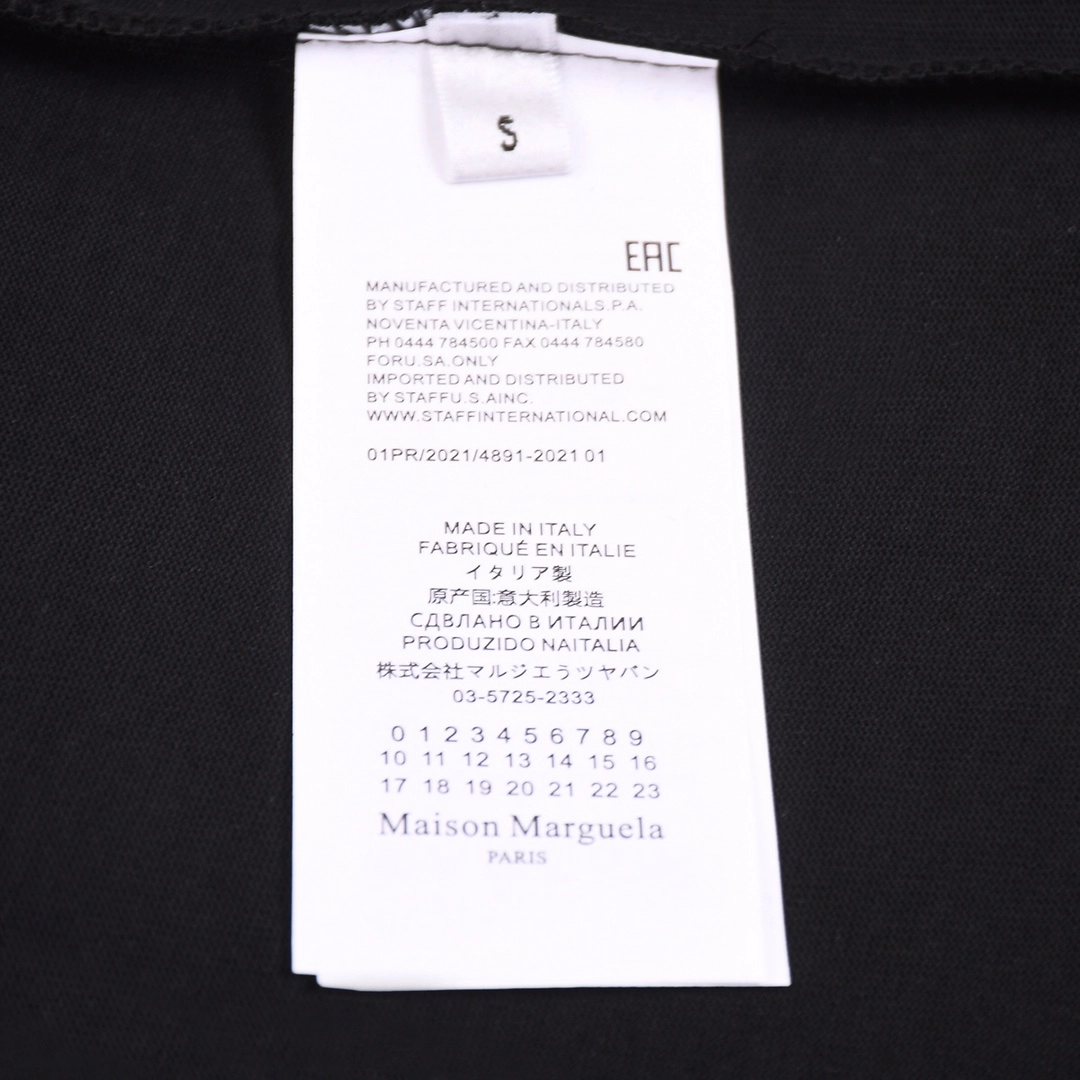 S
EAC
MANUFACTURED AND DISTRIBUTED
BY STAFF INTERNATIONALS.P.A.
NOVENTA VICENTINA-ITALY
PH 0444 784500 FAX 0444 784580
FORU.SA.ONLY
IMPORTED AND DISTRIBUTED
BY STAFFU.S.AINC.
WWW.STAFFINTERNATIONAL.COM
01PR/2021/4891-2021 01
MADE IN ITALY
FABRIQUÉ EN ITALIE
イタリア製
原产国:意大利製造
СДВЛАНО В ИТАЛИИ
PRODUZIDO NAITALIA
株式会社マルジエうツヤパン
03-5725-2333
0 1 2 3 4 5 6 7 8 9
10 11 12 13 14 15 16
17 18 19 20 21 22 23
Maison Marguela
PARIS